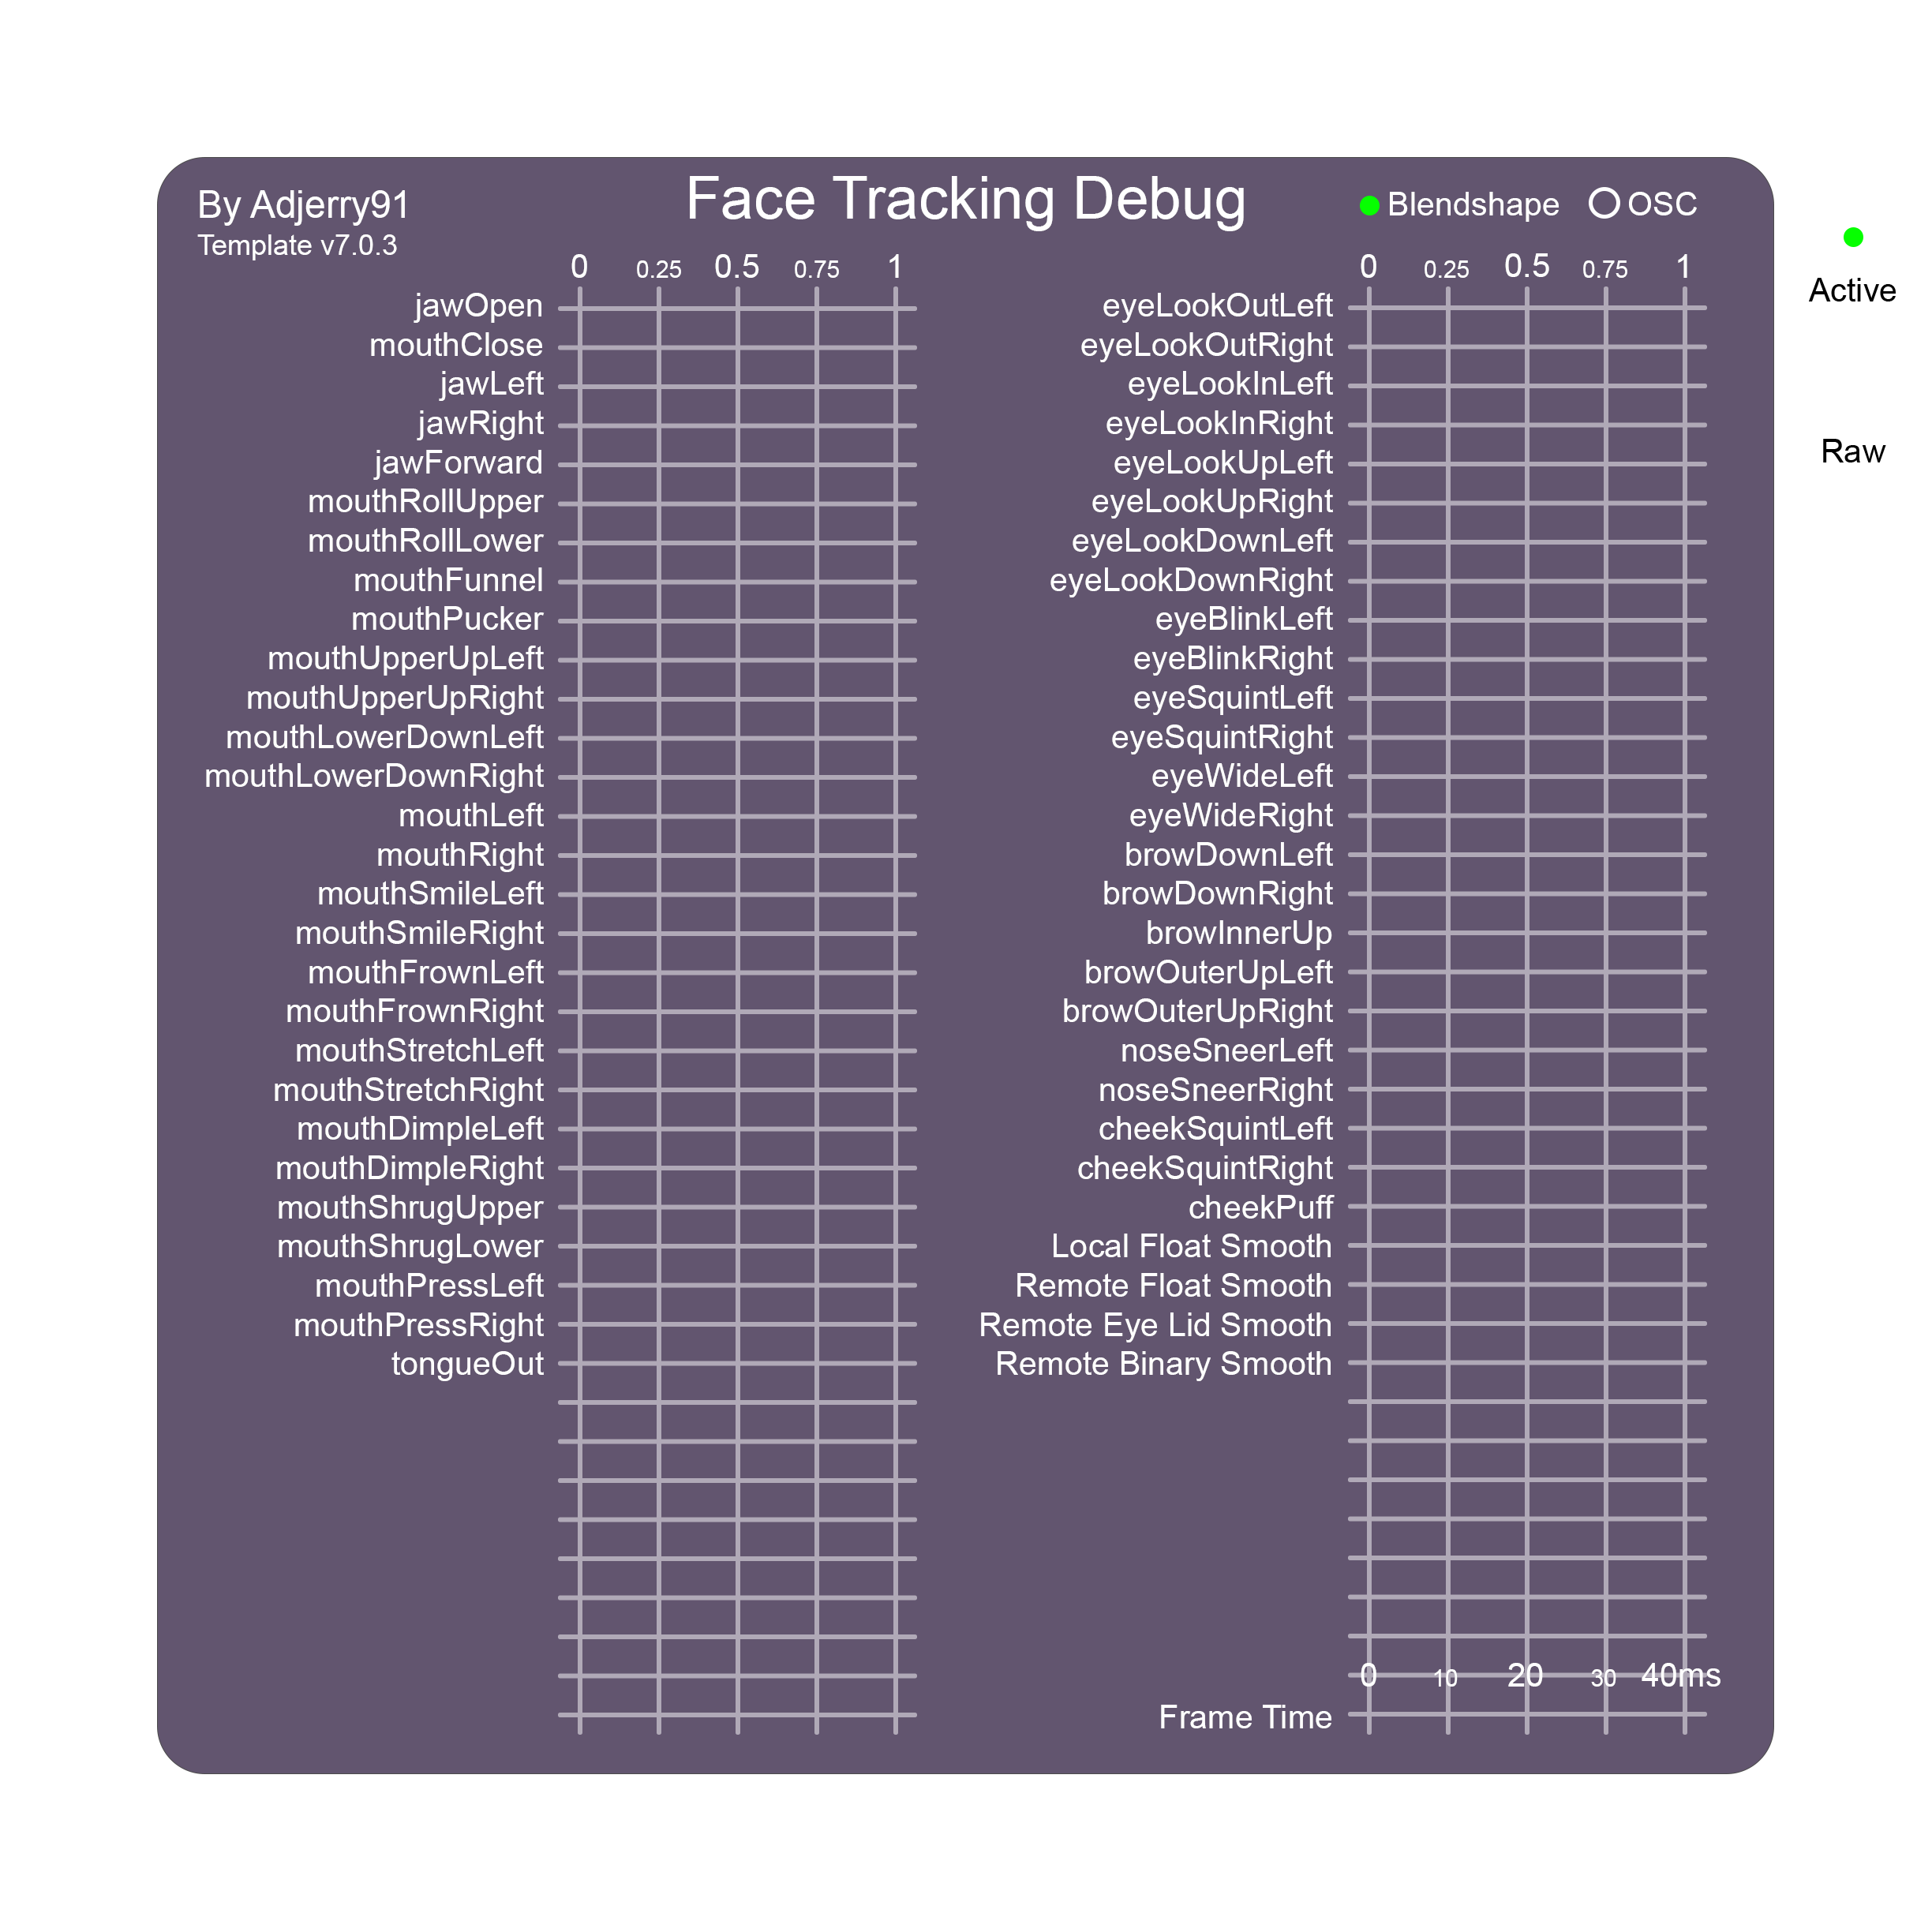 By Adjerry91
Template v7.0.3
Face Tracking Debug
Blendshape
OSC
Active
Raw
0 0.25 0.5 0.75 1
jawOpen
mouthClose
jawLeft
jawRight
jawForward
mouthRollUpper
mouthRollLower
mouthFunnel
mouthPucker
mouthUpperUpLeft
mouthUpperUpRight
mouthLowerDownLeft
mouthLowerDownRight
mouthLeft
mouthRight
mouthSmileLeft
mouthSmileRight
mouthFrownLeft
mouthFrownRight
mouthStretchLeft
mouthStretchRight
mouthDimpleLeft
mouthDimpleRight
mouthShrugUpper
mouthShrugLower
mouthPressLeft
mouthPressRight
tongueOut
0 0.25 0.5 0.75 1
eyeLookOutLeft
eyeLookOutRight
eyeLookInLeft
eyeLookInRight
eyeLookUpLeft
eyeLookUpRight
eyeLookDownLeft
eyeLookDownRight
eyeBlinkLeft
eyeBlinkRight
eyeSquintLeft
eyeSquintRight
eyeWideLeft
eyeWideRight
browDownLeft
browDownRight
browInnerUp
browOuterUpLeft
browOuterUpRight
noseSneerLeft
noseSneerRight
cheekSquintLeft
cheekSquintRight
cheekPuff
Local Float Smooth
Remote Float Smooth
Remote Eye Lid Smooth
Remote Binary Smooth
0 10 20 30 40ms
Frame Time